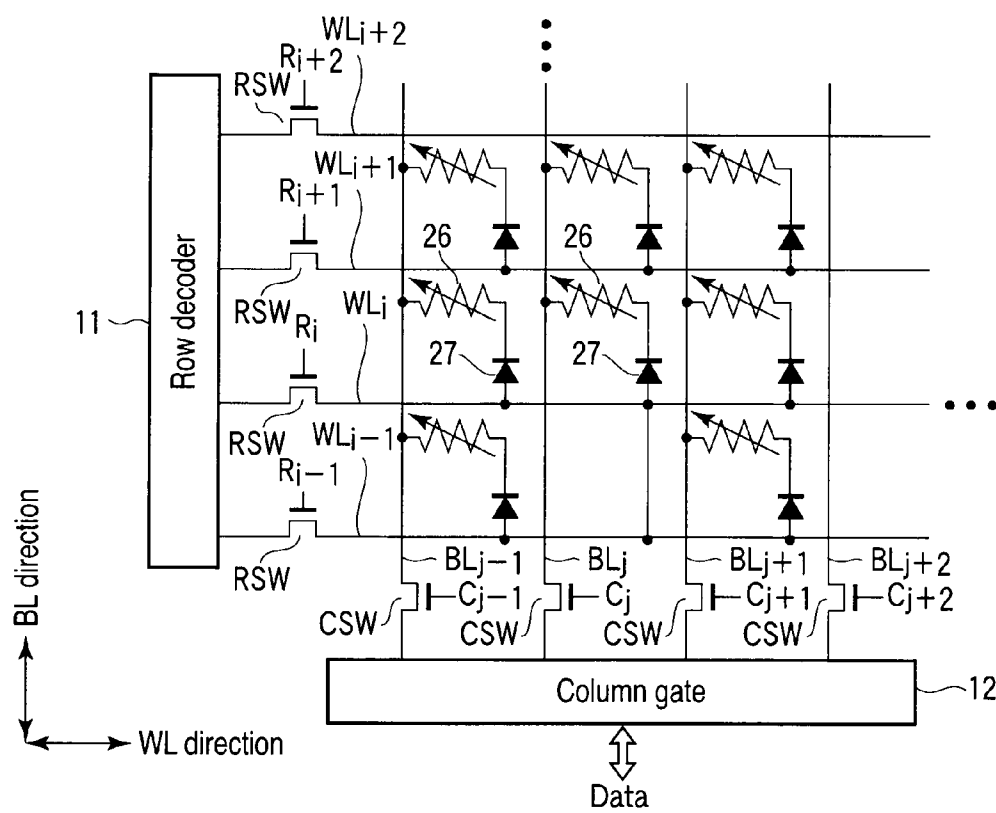 WLi+2
Ri+2
RSW
WLi+1
Ri+1
26
26
RSW
WLi
11
Row decoder
Ri
27
27
RSW
WLi-1
Ri-1
RSW
BLj-1
BLj
BLj+1
BLj+2
Cj-1
Cj
Cj+1
Cj+2
CSW
CSW
CSW
CSW
BL direction
WL direction
Column gate
12
Data